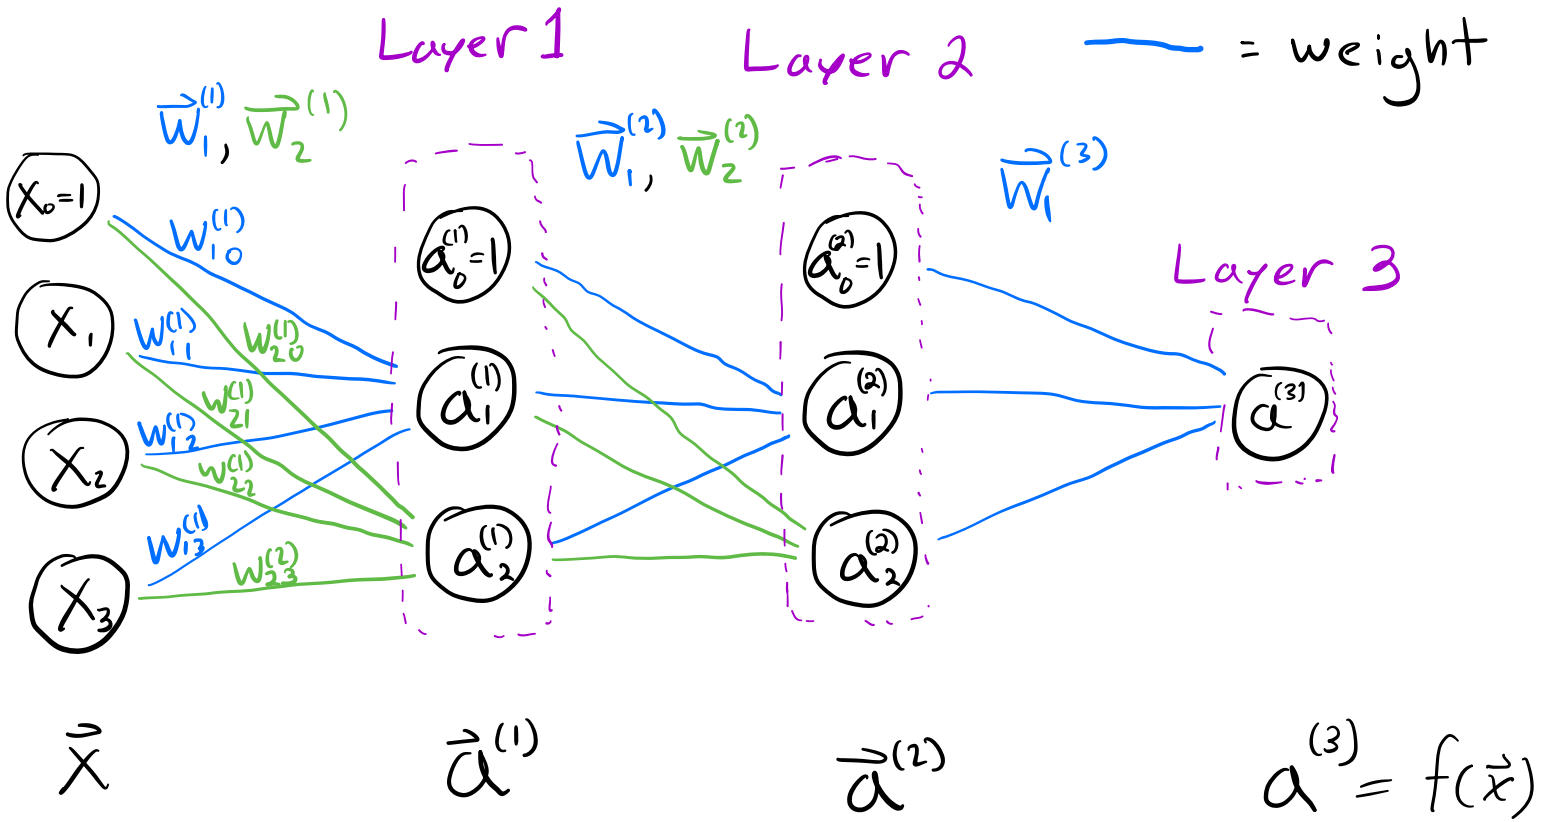 Layer 1
Layer 2
— = weight
w⃗₁⁽¹⁾, w⃗₂⁽¹⁾
w⃗₁⁽²⁾, w⃗₂⁽²⁾
w⃗₁⁽³⁾
x₀=1
w₁₀⁽¹⁾
a₀⁽¹⁾=1
a₀⁽²⁾=1
Layer 3
x₁
w₁₁⁽¹⁾
w₂₀⁽¹⁾
w₂₁⁽¹⁾
a₁⁽¹⁾
a₁⁽²⁾
a⁽³⁾
x₂
w₁₂⁽¹⁾
w₂₂⁽¹⁾
w₁₃⁽¹⁾
a₂⁽¹⁾
a₂⁽²⁾
x₃
w₂₃⁽²⁾
x⃗
a⃗⁽¹⁾
a⃗⁽²⁾
a⁽³⁾ = f(x⃗)